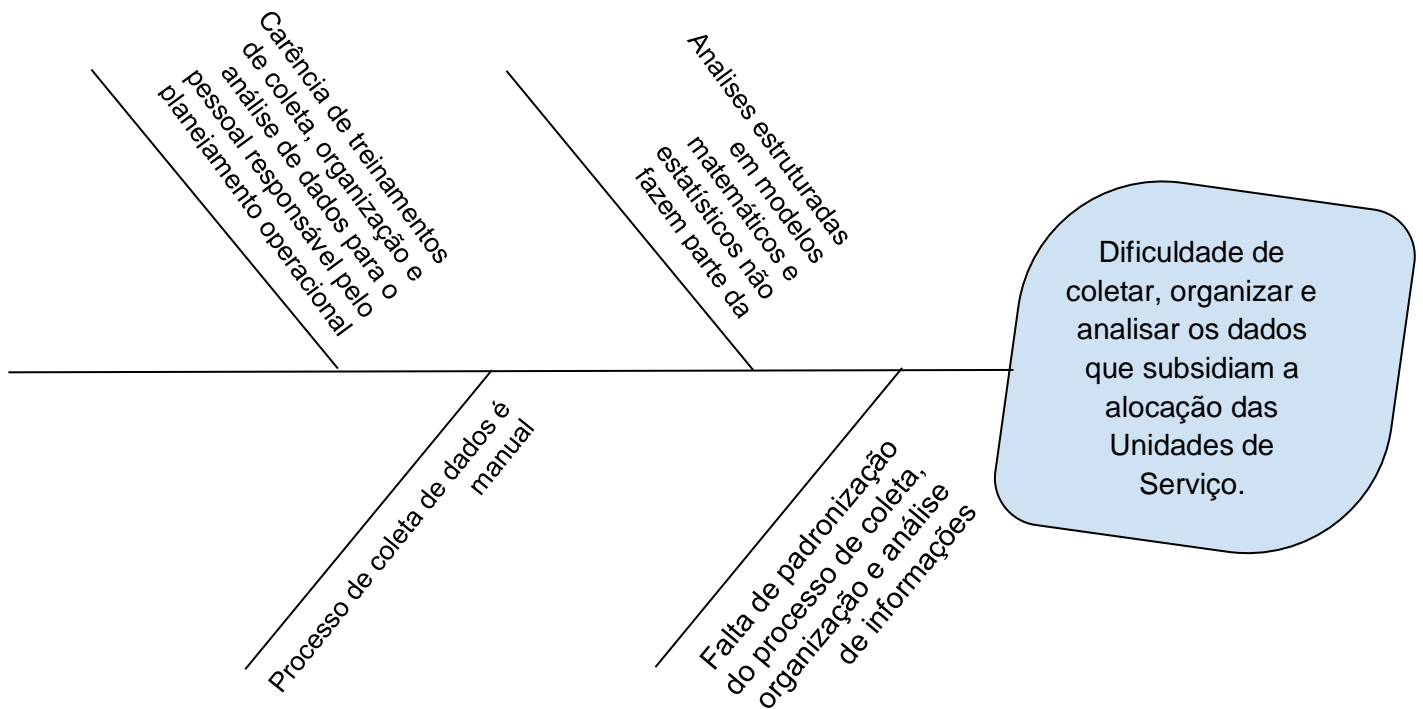 Carência de treinamentos
de coleta, organização e
análise de dados para o
pessoal responsável pelo
planejamento operacional
Analises estruturadas
em modelos
matemáticos e
estatísticos não
fazem parte da
Processo de coleta de dados é
manual
Falta de padronização
do processo de coleta,
organização e análise
de informações
Dificuldade de
coletar, organizar e
analisar os dados
que subsidiam a
alocação das
Unidades de
Serviço.